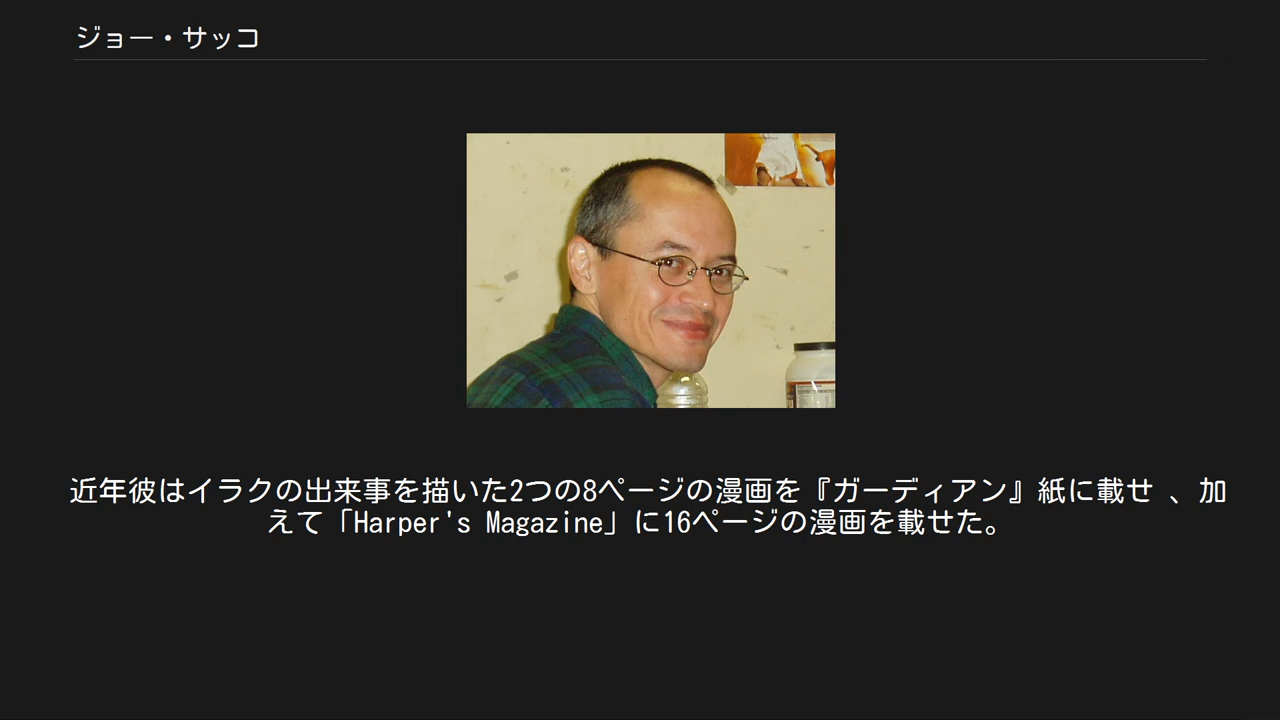 ジョー・サッコ
近年彼はイラクの出来事を描いた2つの8ページの漫画を『ガーディアン』紙に載せ 、加
えて「Harper's Magazine」に16ページの漫画を載せた。